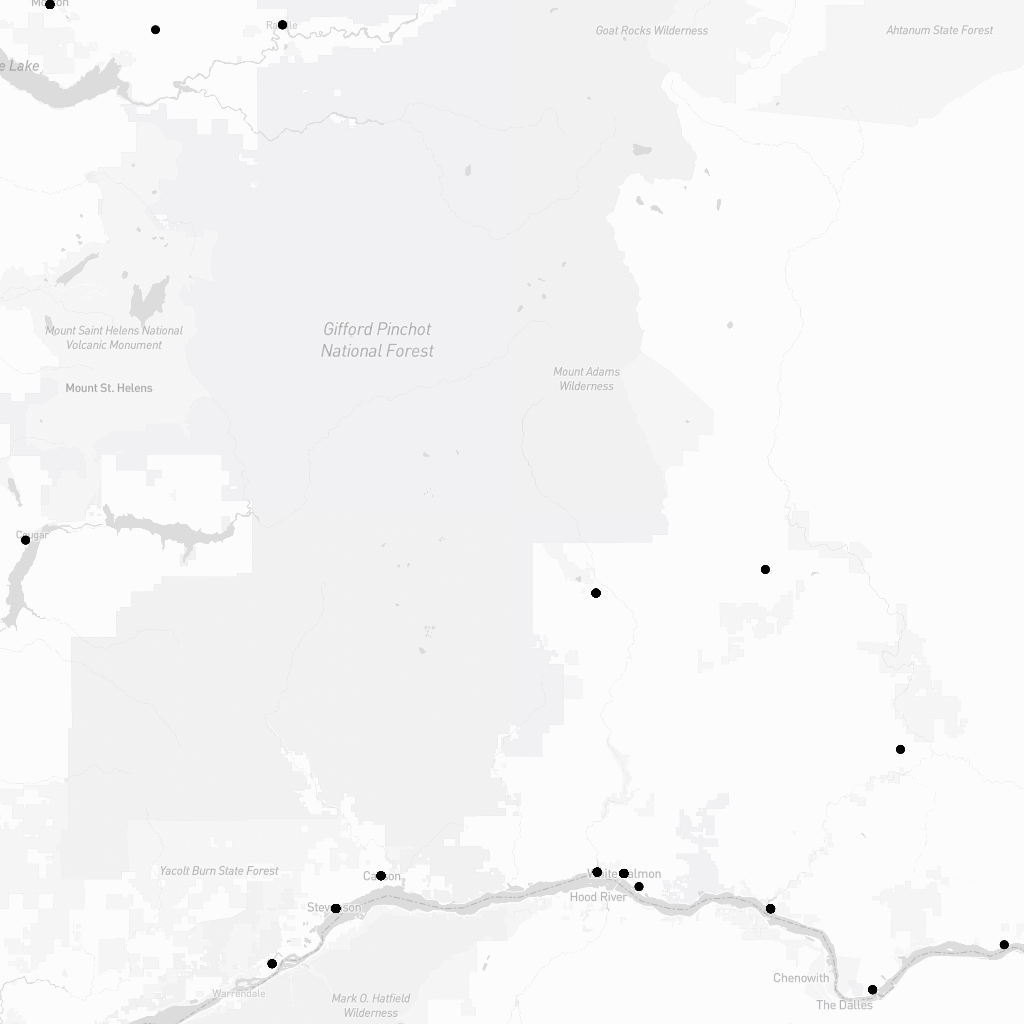 Morton
Randle
Goat Rocks Wilderness
Ahtanum State Forest
e Lake
Gifford Pinchot
National Forest
Mount Saint Helens National
Volcanic Monument
Mount Adams
Wilderness
Mount St. Helens
Cougar
Yacolt Burn State Forest
Carson
White Salmon
Hood River
Stevenson
Chenowith
Warrendale
Mark O. Hatfield
Wilderness
The Dalles